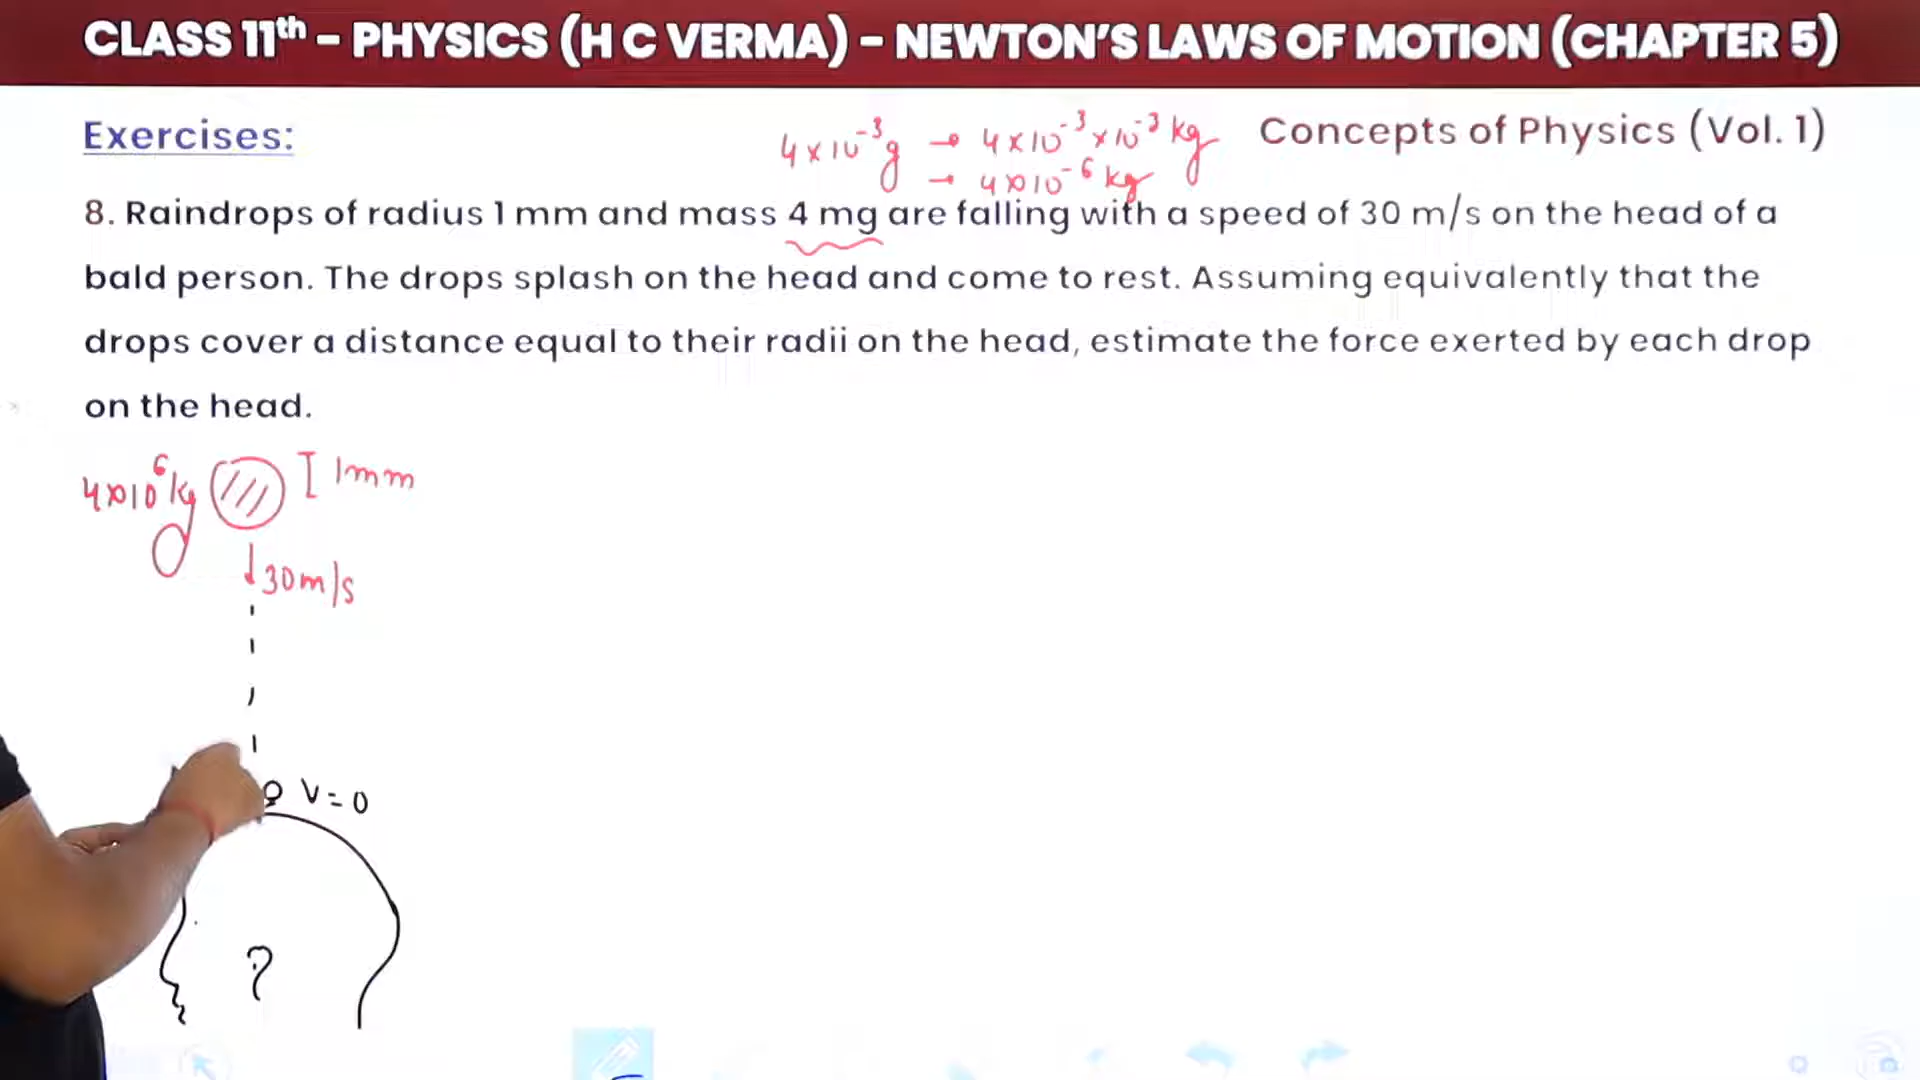 CLASS 11th - PHYSICS (H C VERMA) - NEWTON'S LAWS OF MOTION (CHAPTER 5)
Exercises:
4×10⁻³g → 4×10⁻³×10⁻³ kg
→ 4×10⁻⁶ kg
Concepts of Physics (Vol. 1)
8. Raindrops of radius 1 mm and mass 4 mg are falling with a speed of 30 m/s on the head of a
bald person. The drops splash on the head and come to rest. Assuming equivalently that the
drops cover a distance equal to their radii on the head, estimate the force exerted by each drop
on the head.
4×10⁶kg
1mm
30m/s
V=0
?